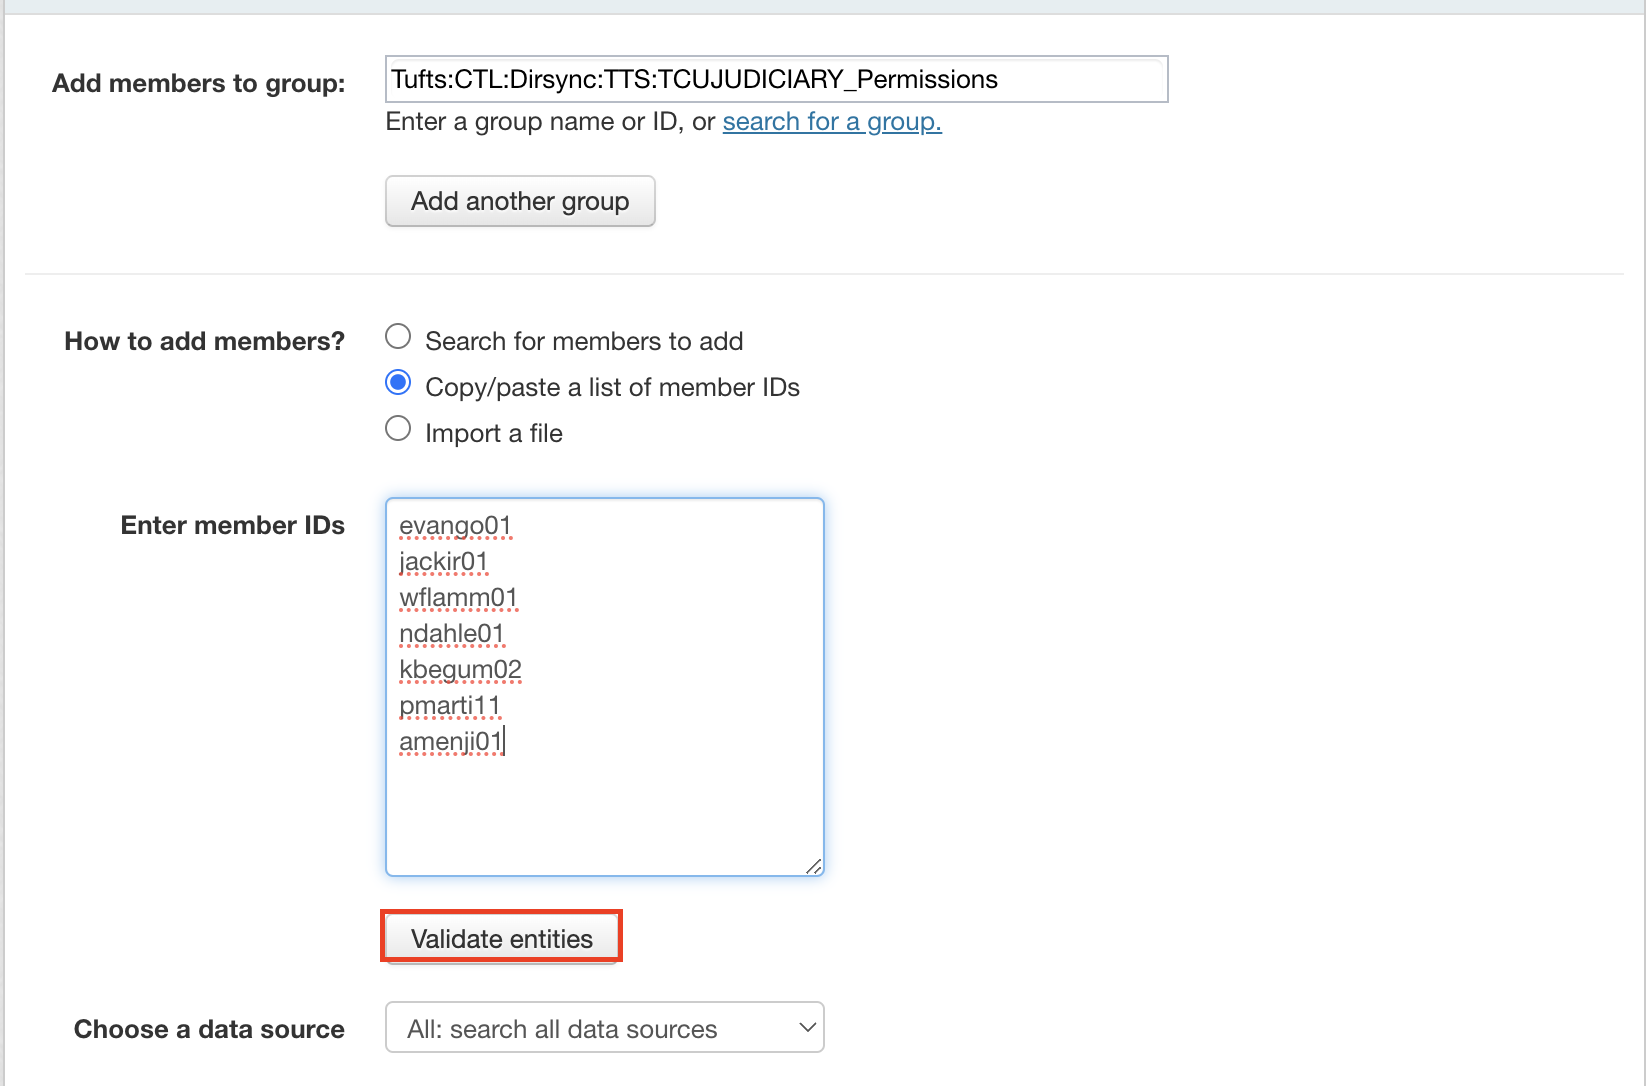 Add members to group:
Tufts:CTL:Dirsync:TTS:TCUJUDICIARY_Permissions
Enter a group name or ID, or search for a group.
Add another group
How to add members?
Search for members to add
Copy/paste a list of member IDs
Import a file
Enter member IDs
evango01
jackir01
wflamm01
ndahle01
kbegum02
pmarti11
amenji01
Validate entities
Choose a data source
All: search all data sources